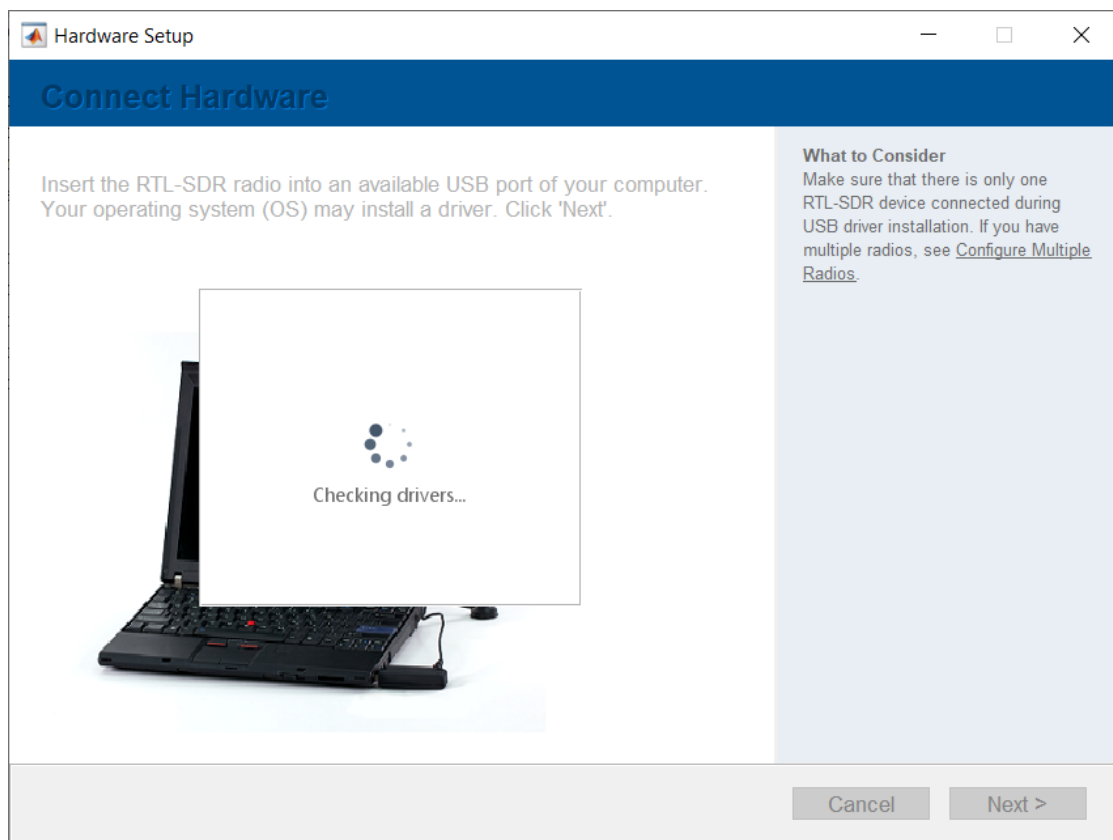 Hardware Setup
Connect Hardware
Insert the RTL-SDR radio into an available USB port of your computer.
Your operating system (OS) may install a driver. Click 'Next'.
Checking drivers...
What to Consider
Make sure that there is only one
RTL-SDR device connected during
USB driver installation. If you have
multiple radios, see Configure Multiple
Radios.
Cancel
Next >